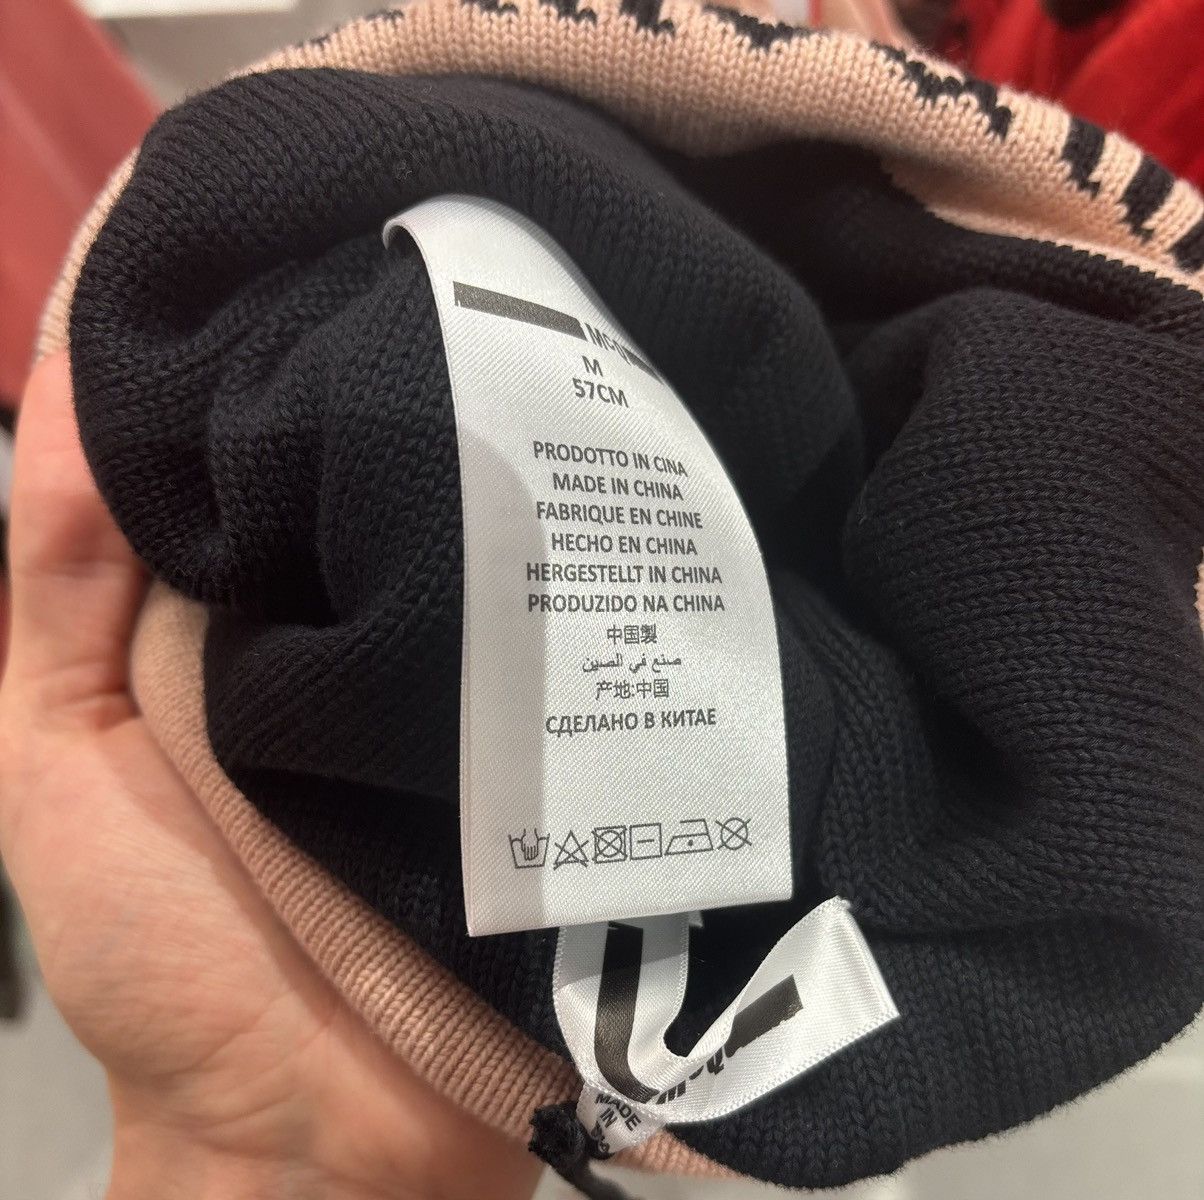 McQ
M
57CM
PRODOTTO IN CINA
MADE IN CHINA
FABRIQUE EN CHINE
HECHO EN CHINA
HERGESTELLT IN CHINA
PRODUZIDO NA CHINA
中国製
صنع في الصين
产地:中国
СДЕЛАНО В КИТАЕ
MADE
IN